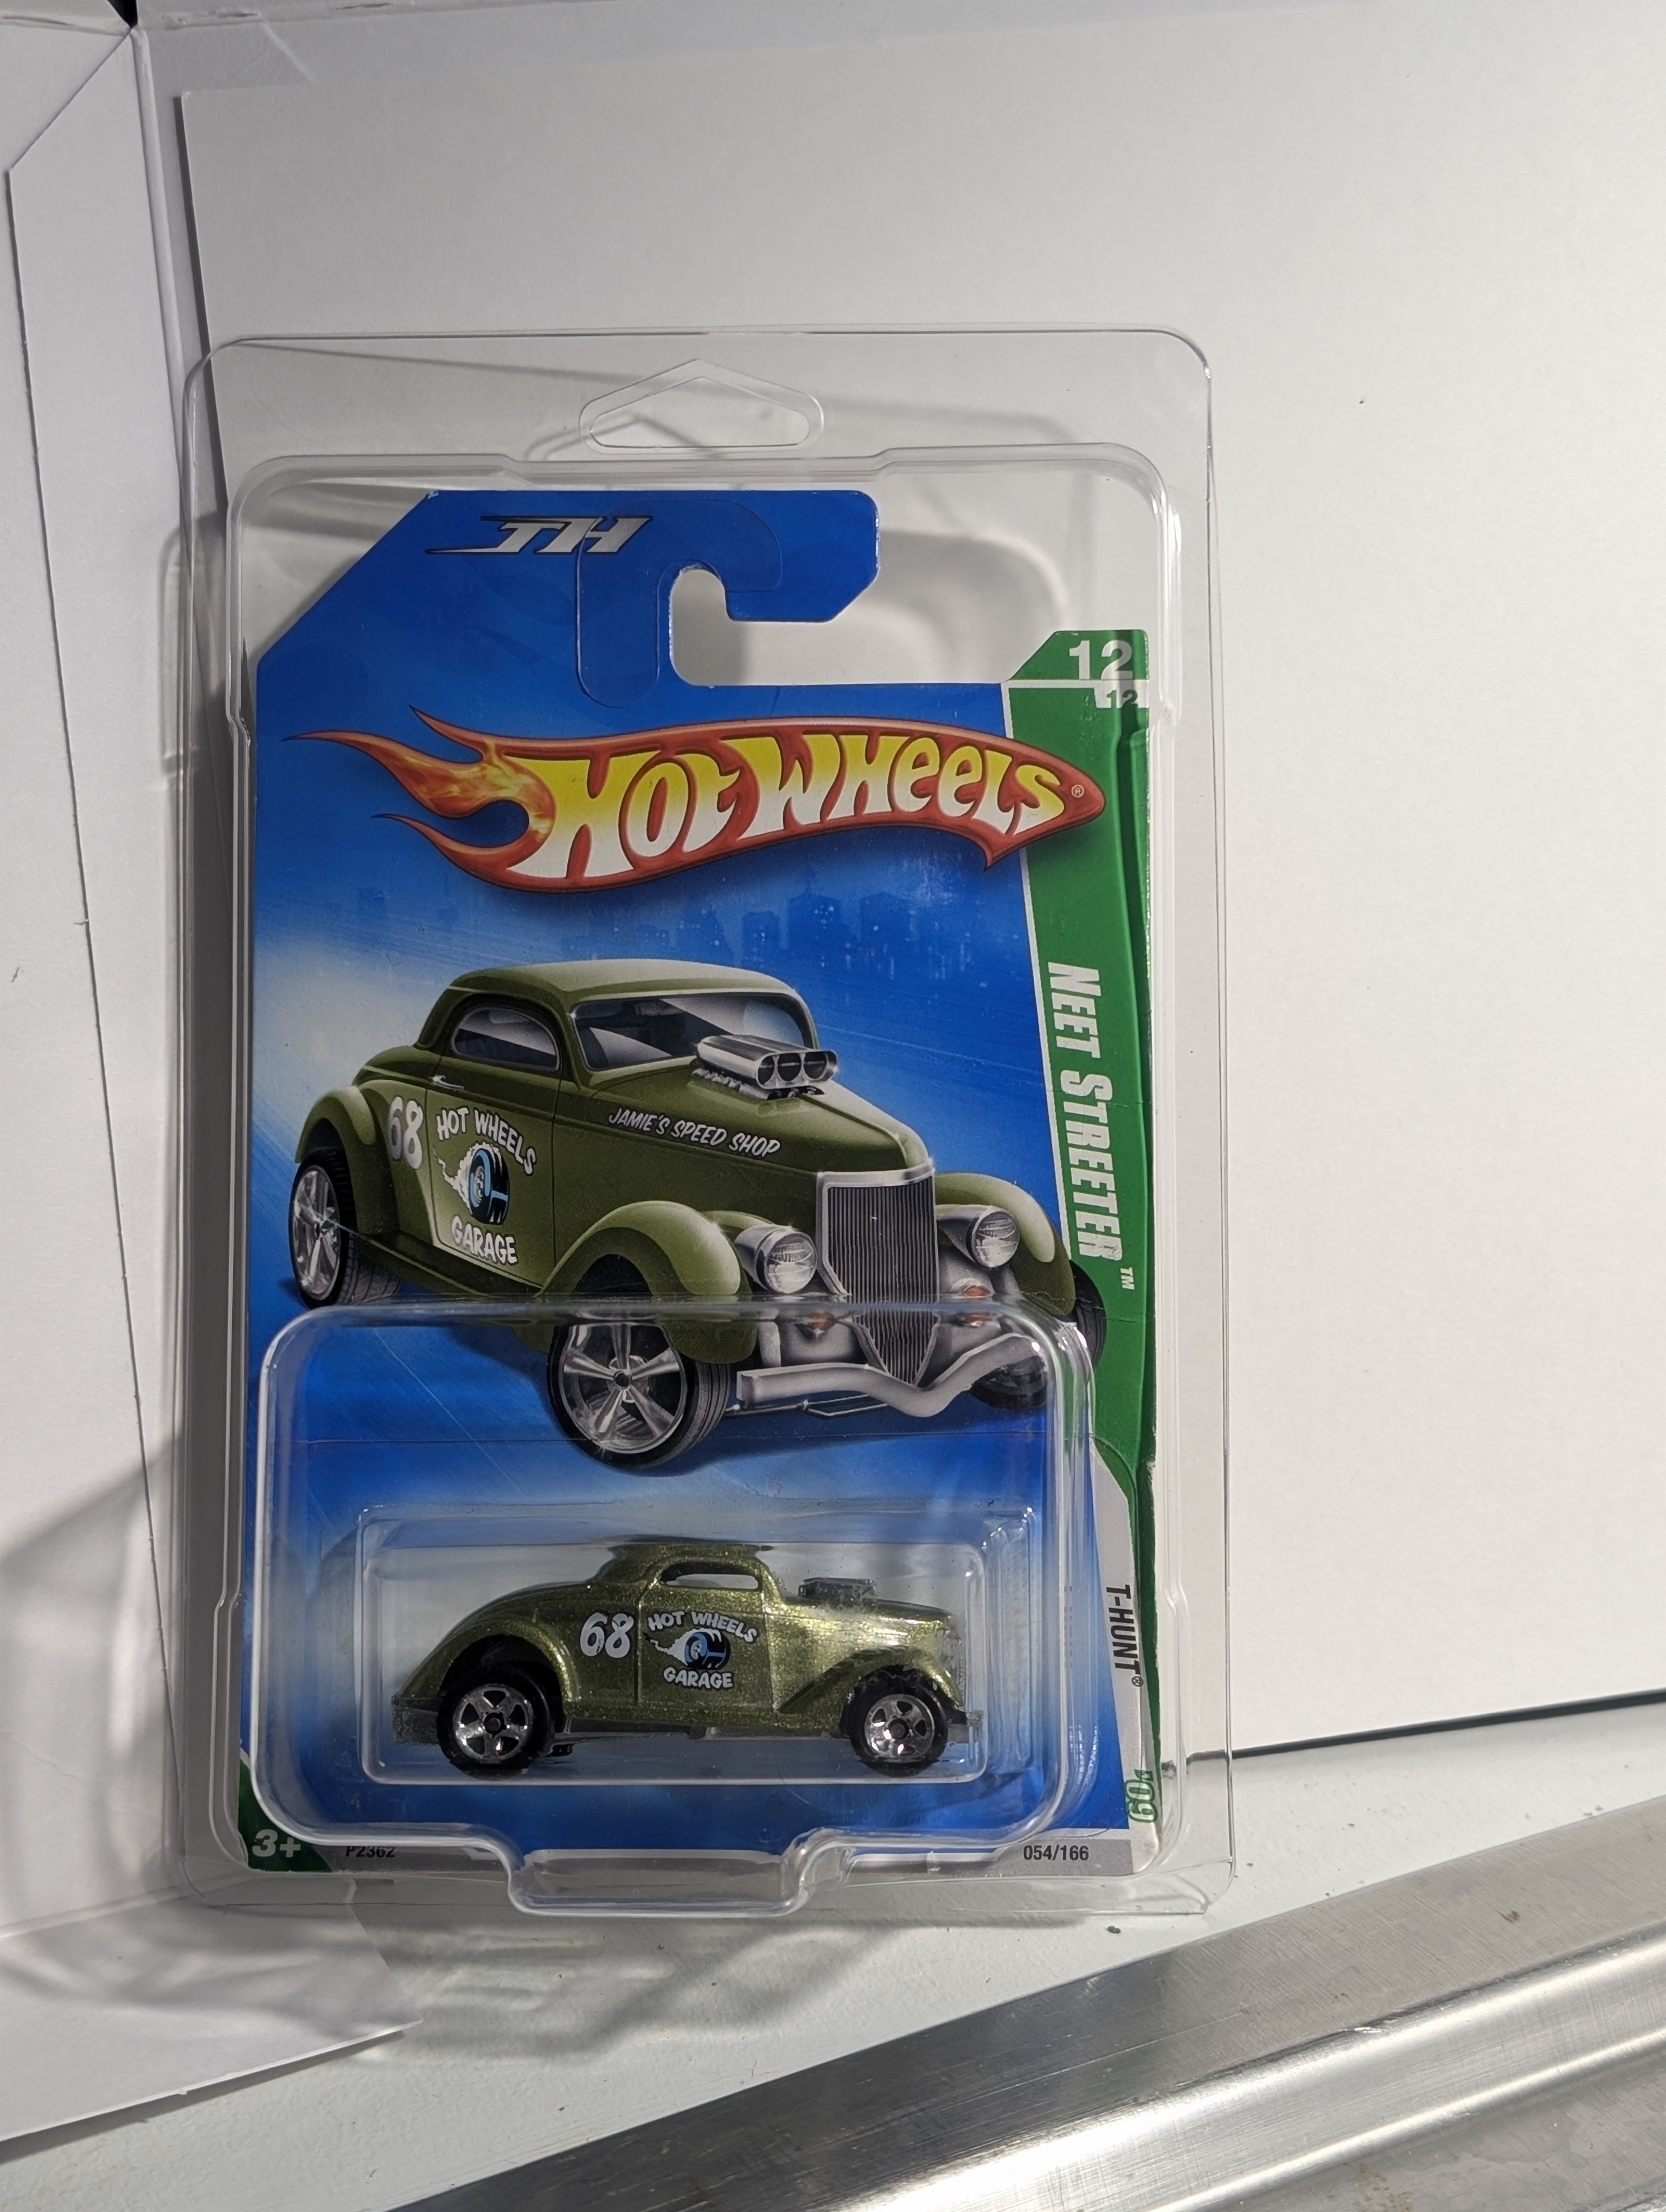 TH
12
12
HOT WHEELS®
NEET STREETER™
JAMIE'S SPEED SHOP
68
HOT WHEELS
GARAGE
68
HOT WHEELS
GARAGE
T-HUNT®
'09
3+
P2362
054/166